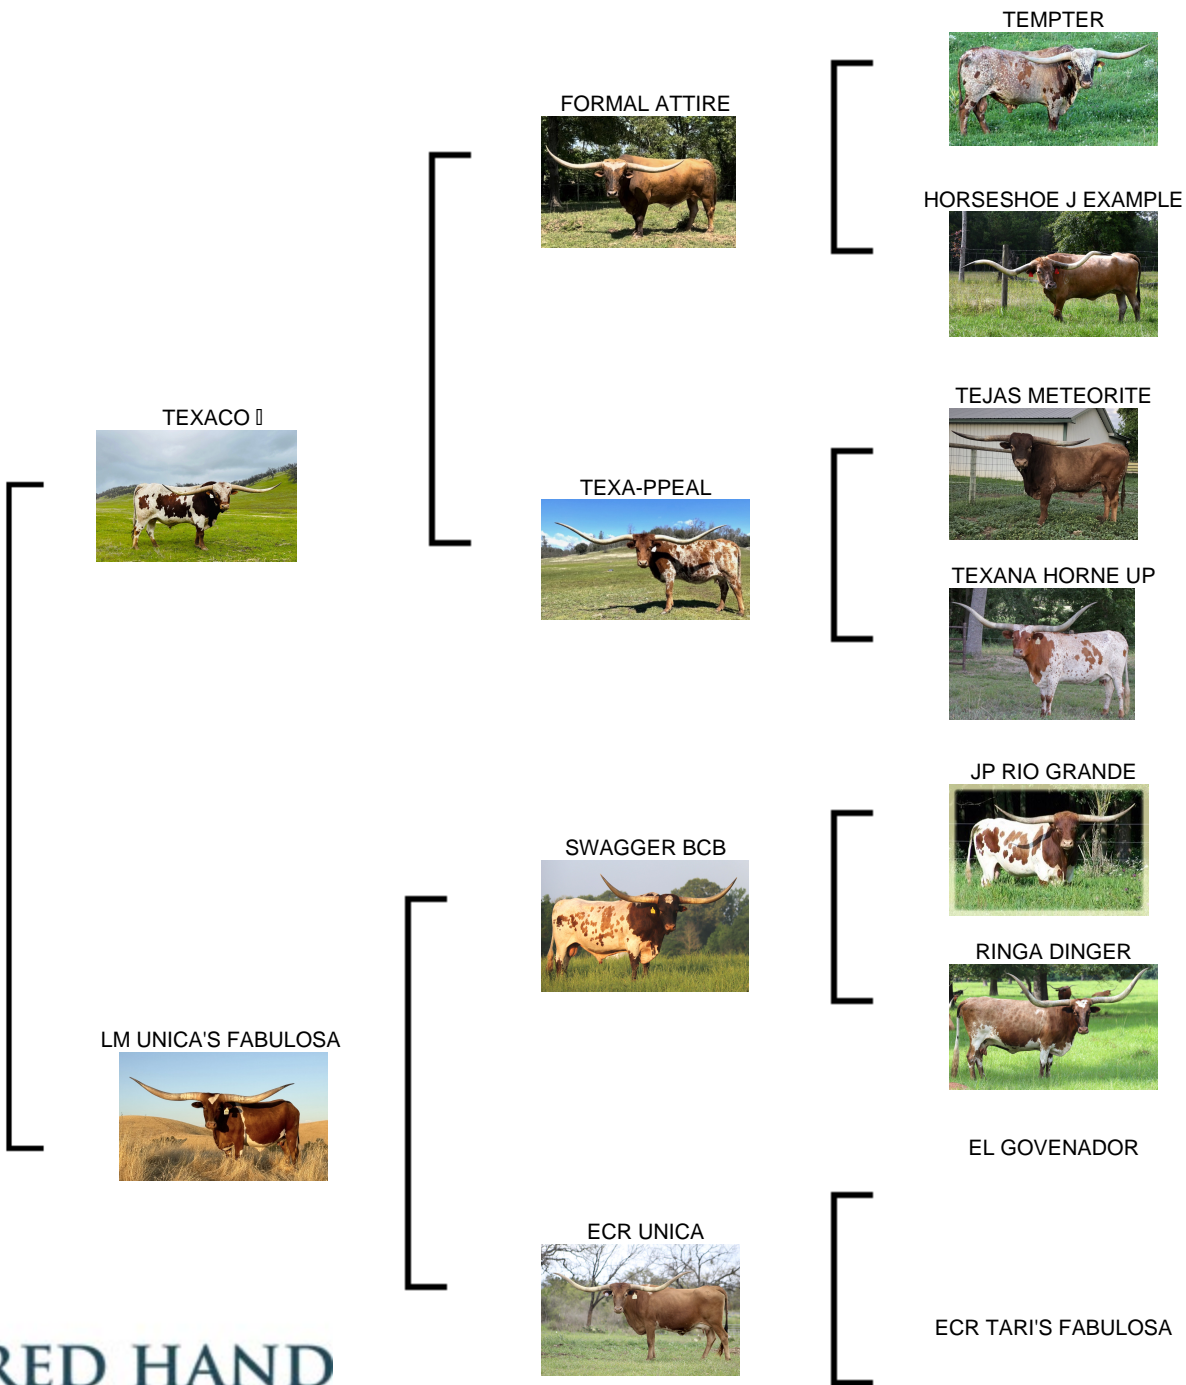 TEMPTER
FORMAL ATTIRE
HORSESHOE J EXAMPLE
TEJAS METEORITE
TEXACO
TEXA-PPEAL
TEXANA HORNE UP
JP RIO GRANDE
SWAGGER BCB
RINGA DINGER
LM UNICA'S FABULOSA
EL GOVENADOR
ECR UNICA
ECR TARI'S FABULOSA
RED HAND